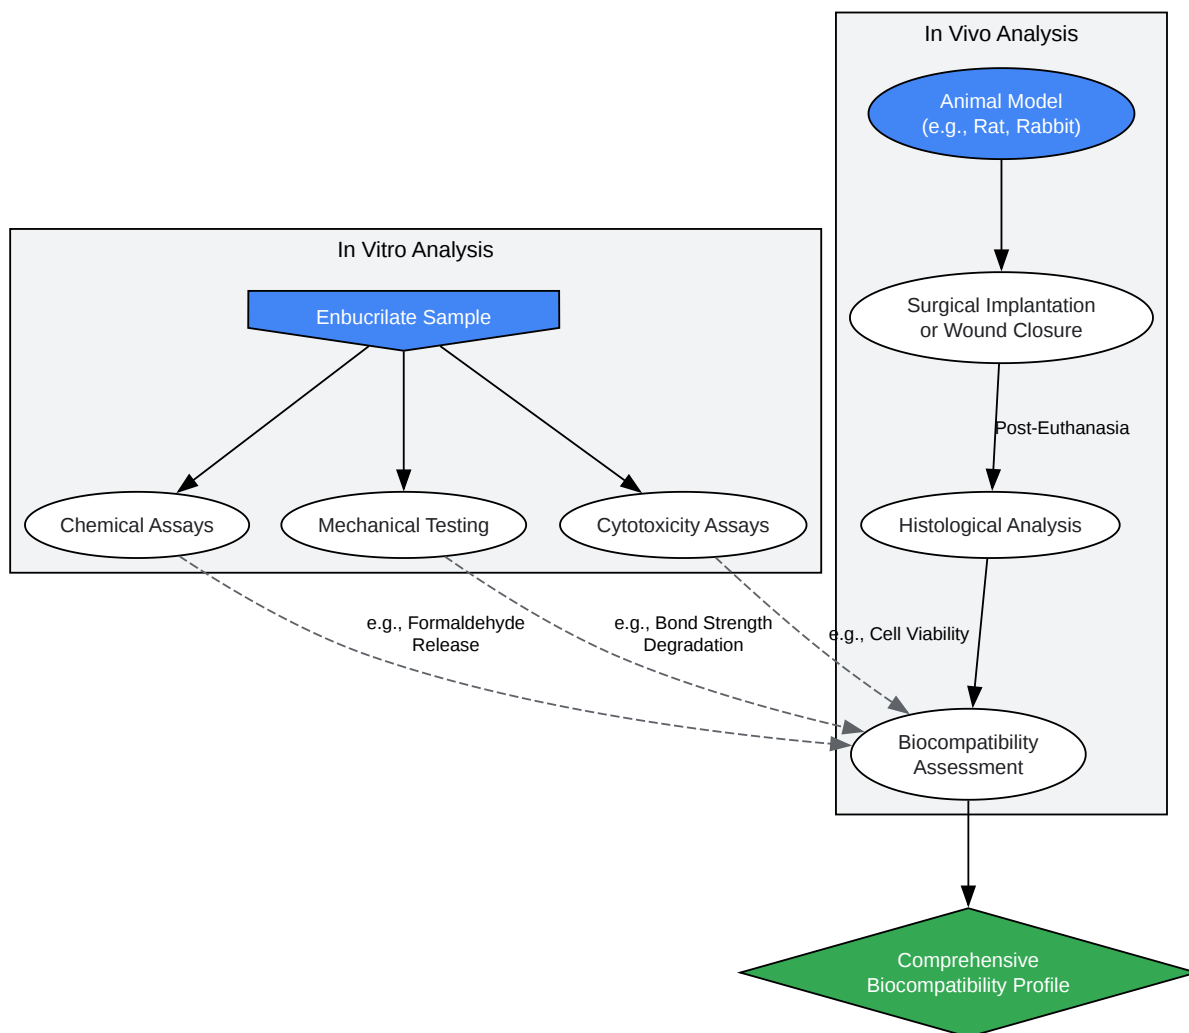 In Vivo Analysis
Animal Model
(e.g., Rat, Rabbit)
In Vitro Analysis
Enbucrilate Sample
Surgical Implantation
or Wound Closure
Post-Euthanasia
Chemical Assays
Mechanical Testing
Cytotoxicity Assays
Histological Analysis
e.g., Formaldehyde
Release
e.g., Bond Strength
Degradation
e.g., Cell Viability
Biocompatibility
Assessment
Comprehensive
Biocompatibility Profile